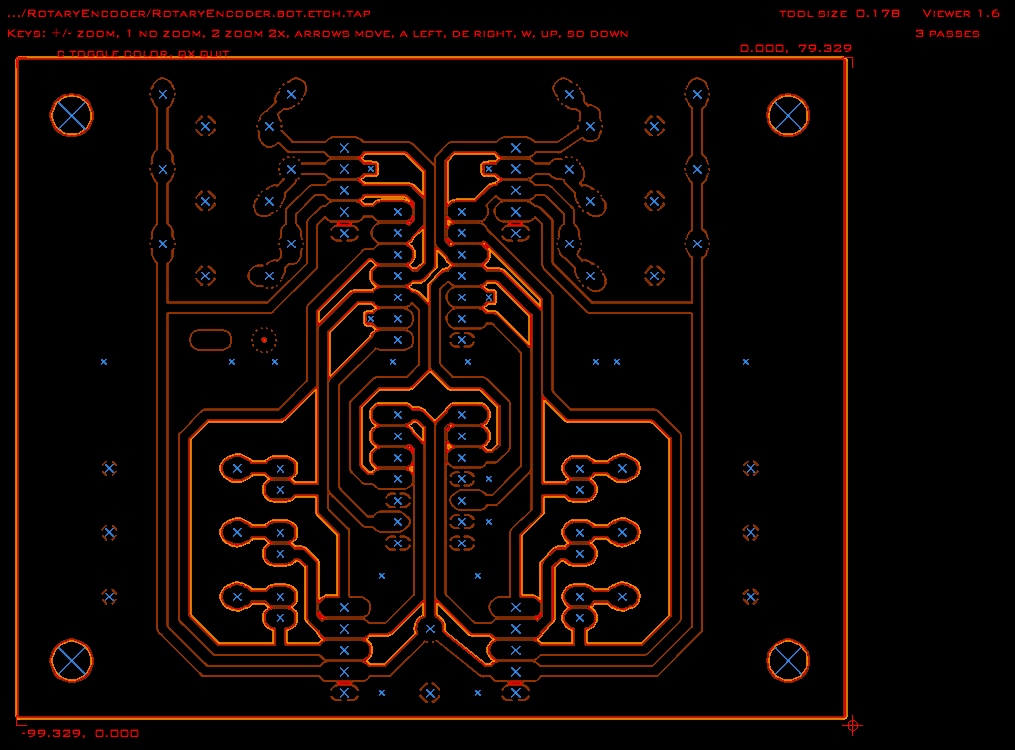 .../RotaryEncoder/RotaryEncoder.bot.etch.tap
Tool Size 0.178 Viewer 1.6
Keys: +/- zoom, 1 no zoom, 2 zoom 2x, arrows move, a left, de right, w, up, so down
3 passes
c toggle color, qx quit
0.000, 79.329
-99.329, 0.000